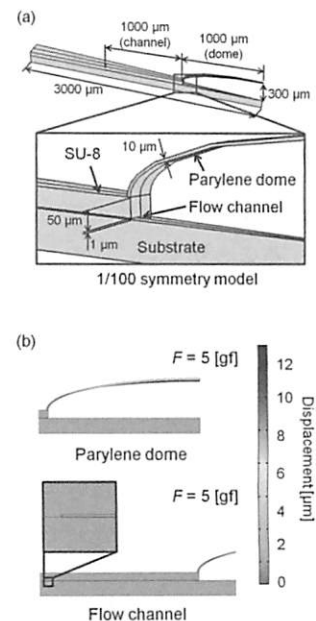 (a)
1000 µm
(channel)
1000 µm
(dome)
3000 µm
300 µm
10 µm
SU-8
Parylene dome
Flow channel
50 µm
1 µm
Substrate
1/100 symmetry model
(b)
F = 5 [gf]
Parylene dome
F = 5 [gf]
Flow channel
12
10
8
6
4
2
0
Displacement [µm]